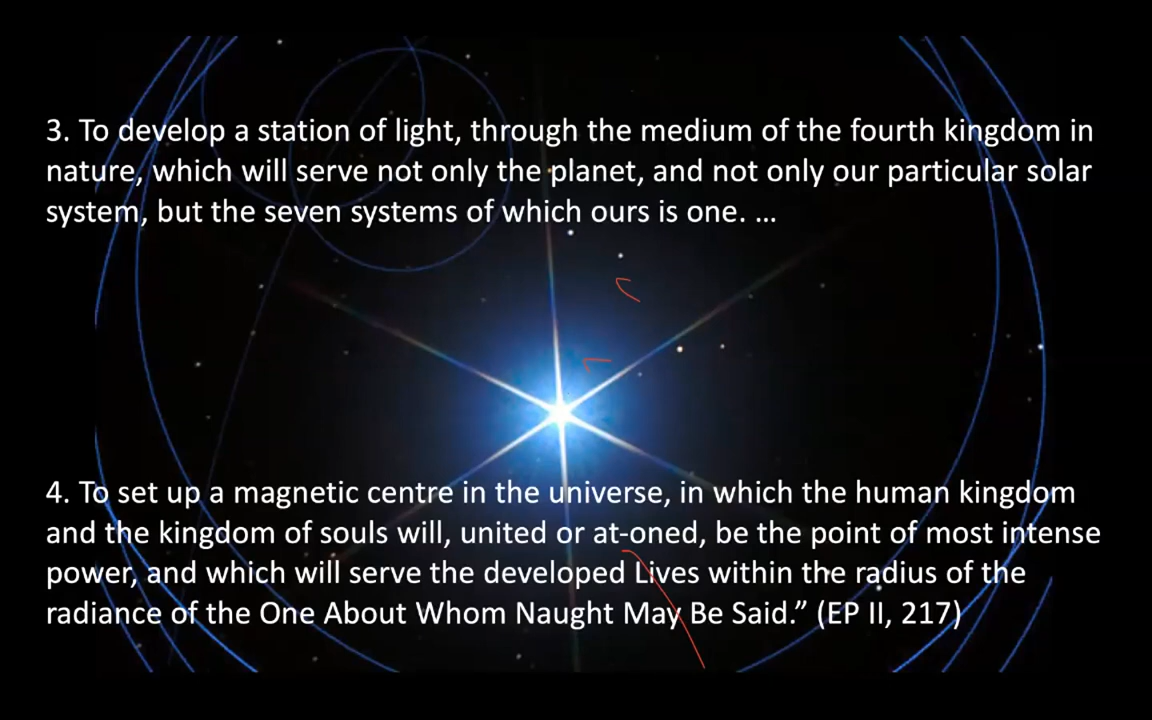 3. To develop a station of light, through the medium of the fourth kingdom in
nature, which will serve not only the planet, and not only our particular solar
system, but the seven systems of which ours is one. ...
4. To set up a magnetic centre in the universe, in which the human kingdom
and the kingdom of souls will, united or at-oned, be the point of most intense
power, and which will serve the developed Lives within the radius of the
radiance of the One About Whom Naught May Be Said.” (EP II, 217)